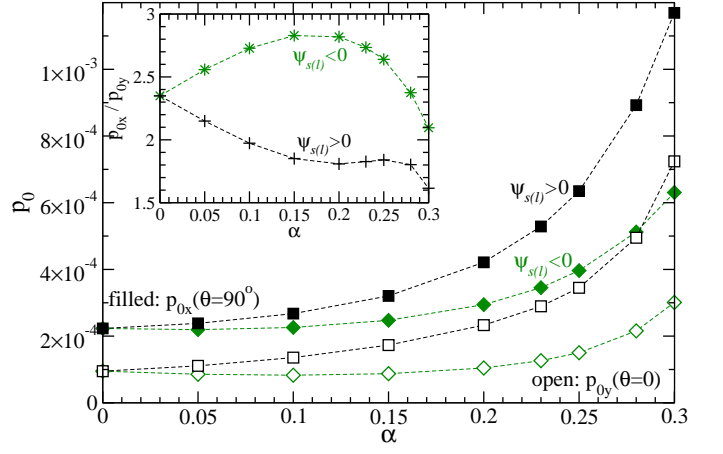 3
2.5
2
1.5
p0x / p0y
ψs(l)<0
ψs(l)>0
0 0.05 0.1 0.15 0.2 0.25 0.3
α
1×10-3
8×10-4
6×10-4
4×10-4
2×10-4
0
p0
ψs(l)>0
ψs(l)<0
filled: p0x(θ=90o)
open: p0y(θ=0)
0 0.05 0.1 0.15 0.2 0.25 0.3
α